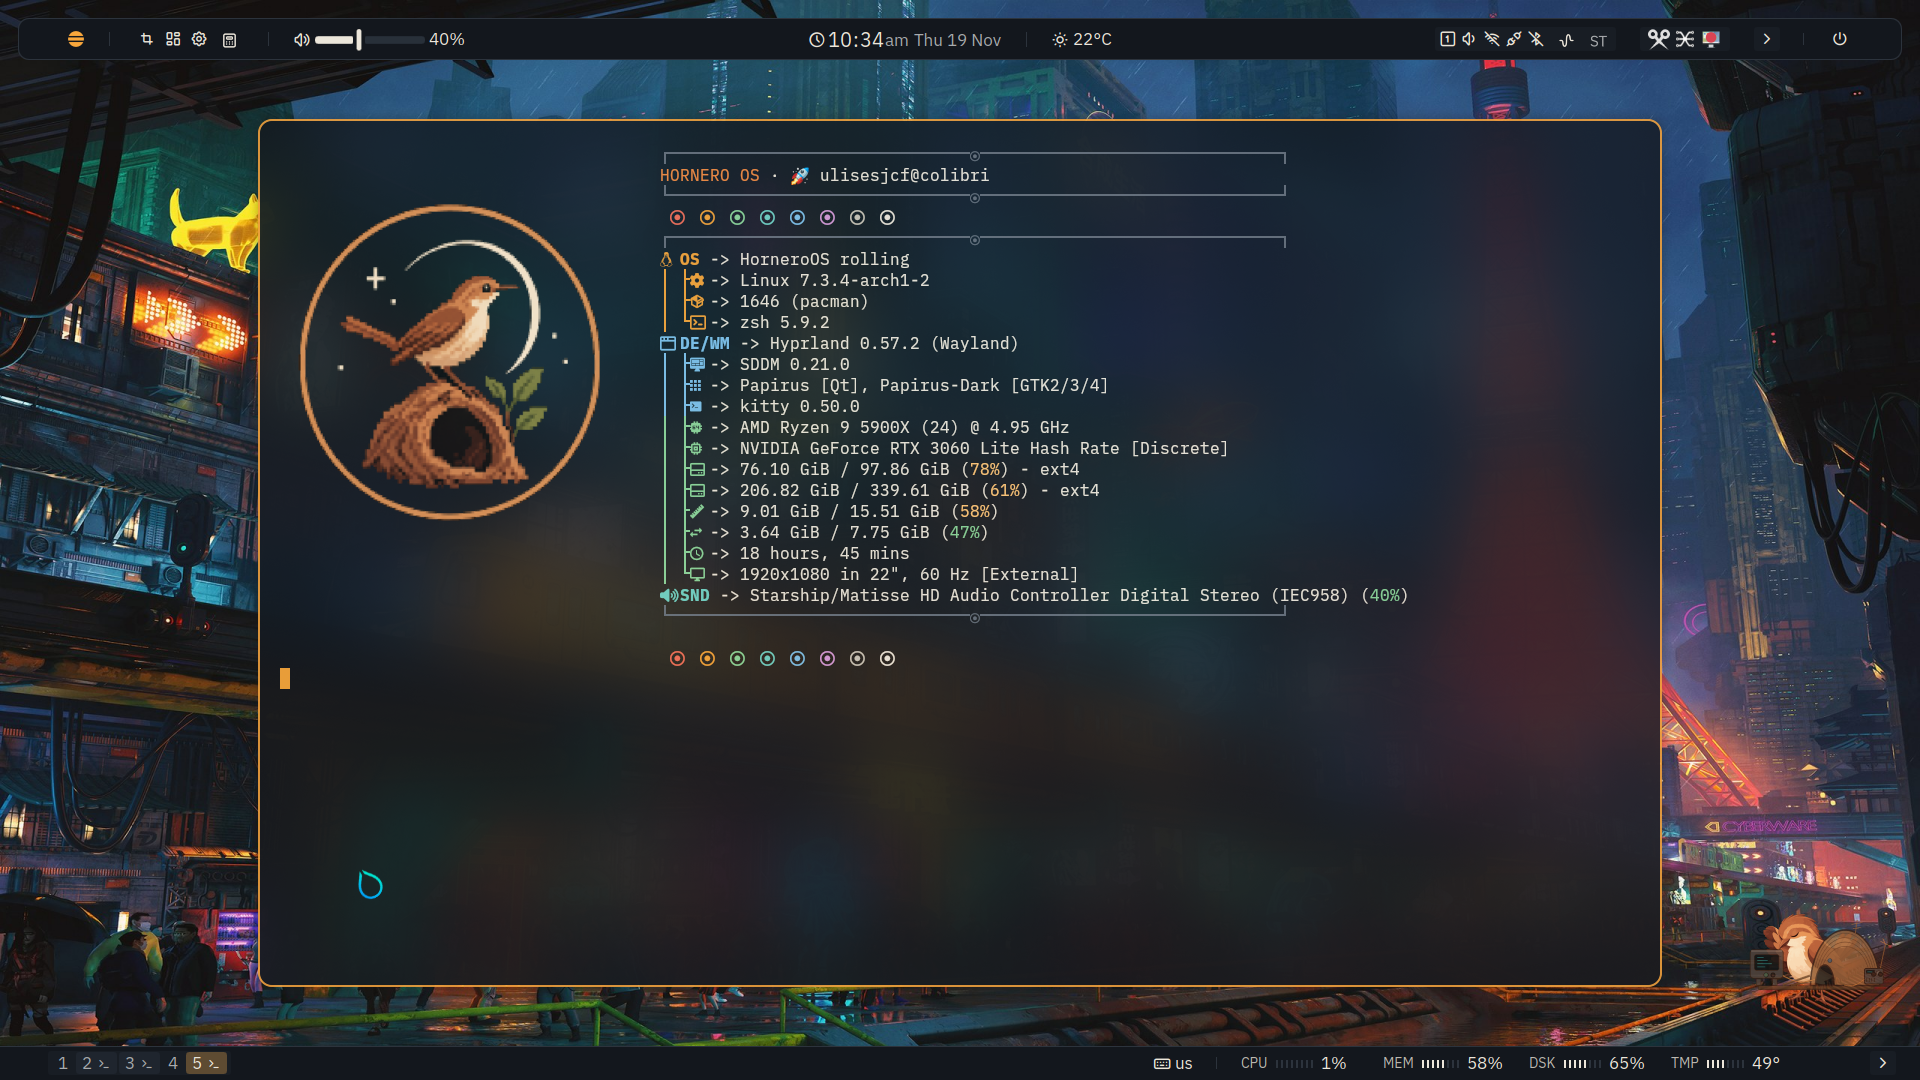 40%
10:34am Thu 19 Nov
22°C
1
ST
HORNERO OS · 🚀 ulisesjcf@colibri
OS -> HorneroOS rolling
-> Linux 7.3.4-arch1-2
-> 1646 (pacman)
-> zsh 5.9.2
DE/WM -> Hyprland 0.57.2 (Wayland)
-> SDDM 0.21.0
-> Papirus [Qt], Papirus-Dark [GTK2/3/4]
-> kitty 0.50.0
-> AMD Ryzen 9 5900X (24) @ 4.95 GHz
-> NVIDIA GeForce RTX 3060 Lite Hash Rate [Discrete]
-> 76.10 GiB / 97.86 GiB (78%) - ext4
-> 206.82 GiB / 339.61 GiB (61%) - ext4
-> 9.01 GiB / 15.51 GiB (58%)
-> 3.64 GiB / 7.75 GiB (47%)
-> 18 hours, 45 mins
-> 1920x1080 in 22", 60 Hz [External]
SND -> Starship/Matisse HD Audio Controller Digital Stereo (IEC958) (40%)
CYBERWARE
1 2 3 4 5
us
CPU 1%
MEM 58%
DSK 65%
TMP 49°